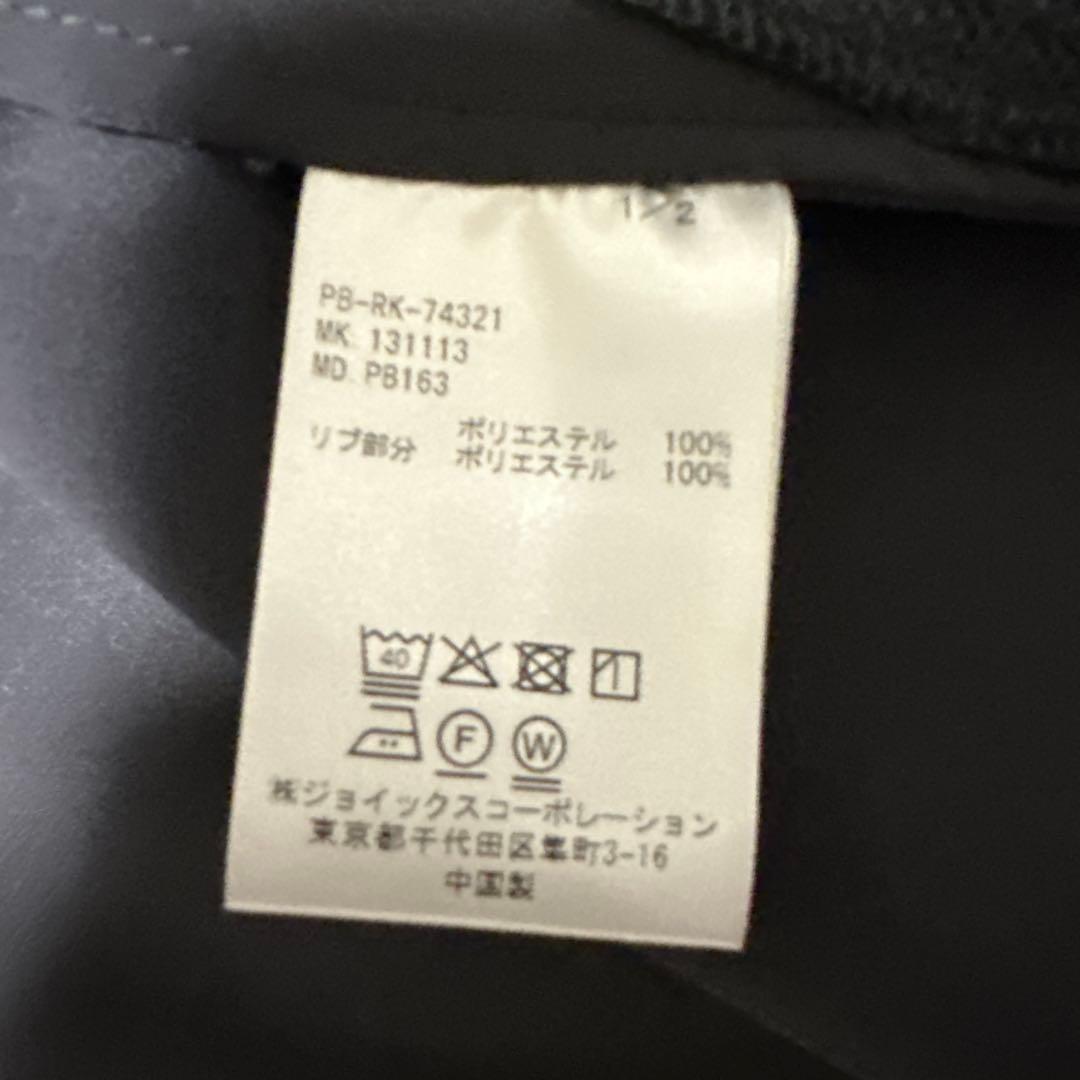 1/2
PB-RK-74321
MK. 131113
MD. PB163
ポリエステル 100%
リブ部分 ポリエステル 100%
40
F W
㈱ジョイックスコーポレーション
東京都千代田区隼町3-16
中国製